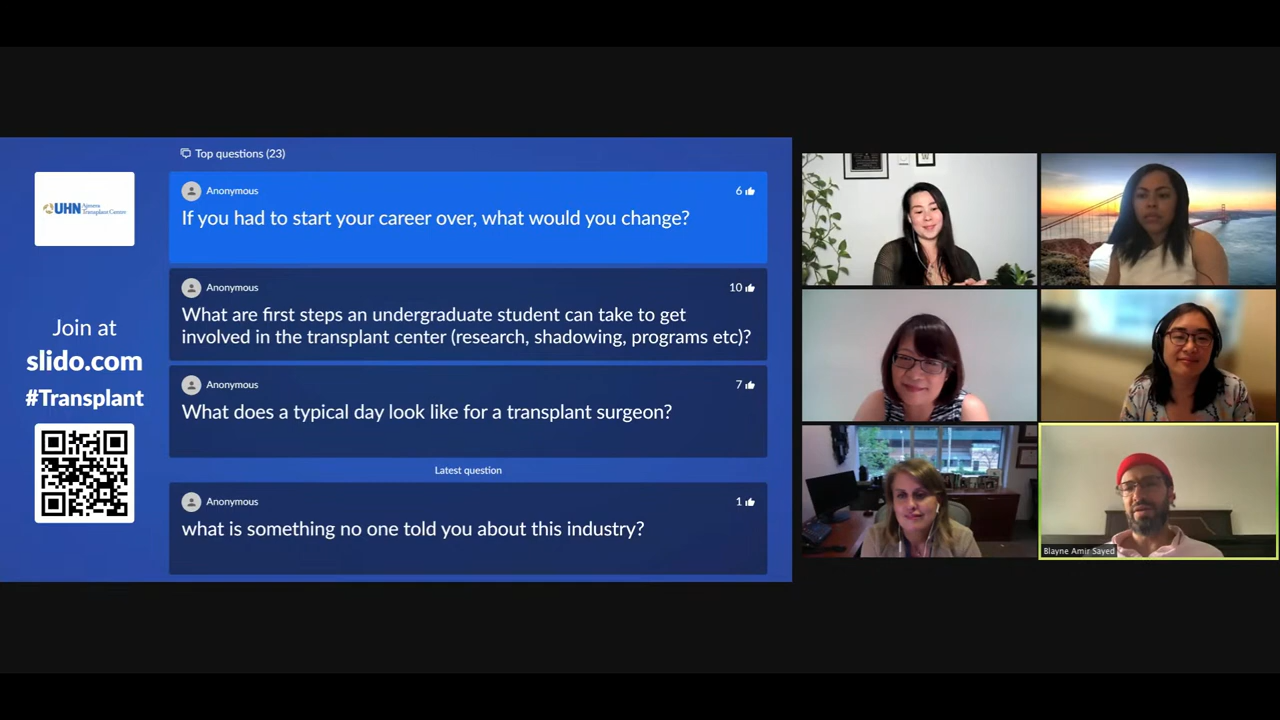 Top questions (23)
UHN Ajmera
Transplant Centre
Join at
slido.com
#Transplant
Anonymous
6
If you had to start your career over, what would you change?
Anonymous
10
What are first steps an undergraduate student can take to get
involved in the transplant center (research, shadowing, programs etc)?
Anonymous
7
What does a typical day look like for a transplant surgeon?
Latest question
Anonymous
1
what is something no one told you about this industry?
Blayne Amir Sayed